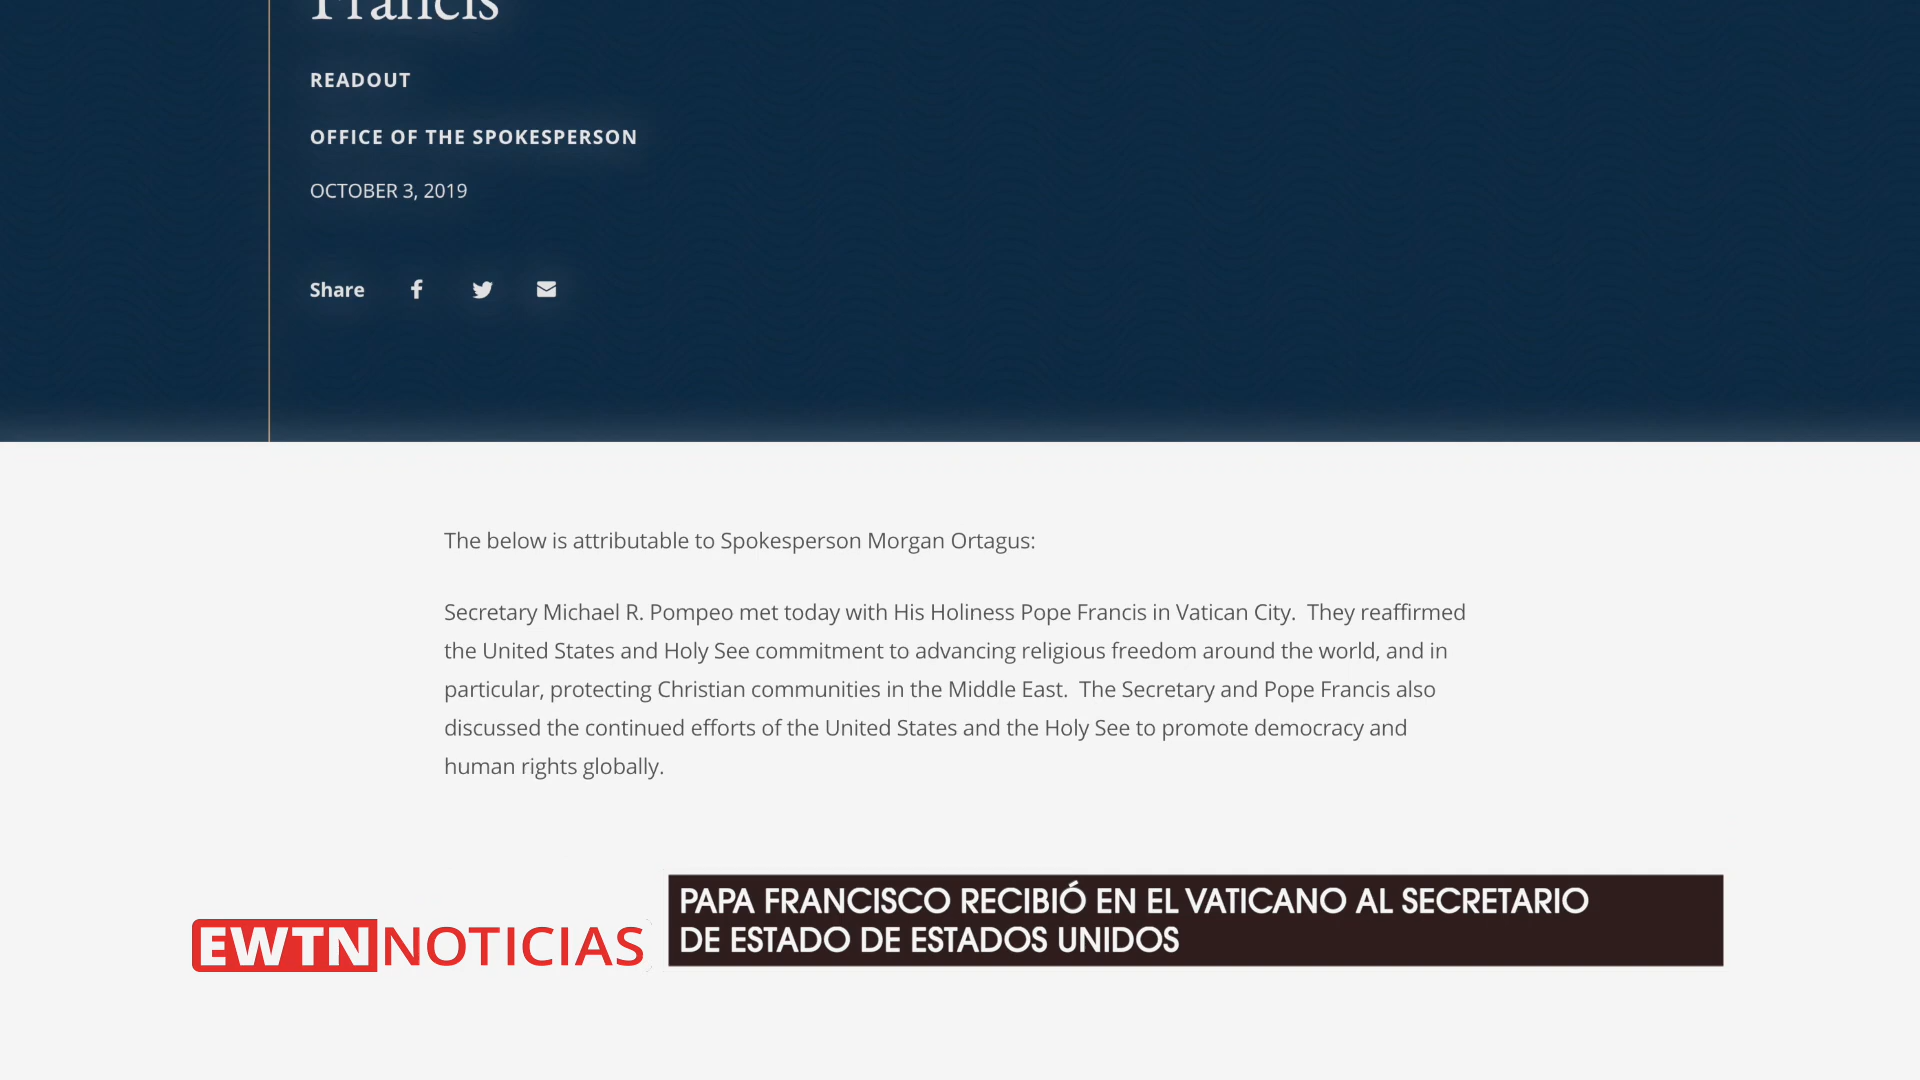 Francis
READOUT
OFFICE OF THE SPOKESPERSON
OCTOBER 3, 2019
Share
The below is attributable to Spokesperson Morgan Ortagus:
Secretary Michael R. Pompeo met today with His Holiness Pope Francis in Vatican City.  They reaffirmed
the United States and Holy See commitment to advancing religious freedom around the world, and in
particular, protecting Christian communities in the Middle East.  The Secretary and Pope Francis also
discussed the continued efforts of the United States and the Holy See to promote democracy and
human rights globally.
EWTN NOTICIAS
PAPA FRANCISCO RECIBIÓ EN EL VATICANO AL SECRETARIO
DE ESTADO DE ESTADOS UNIDOS